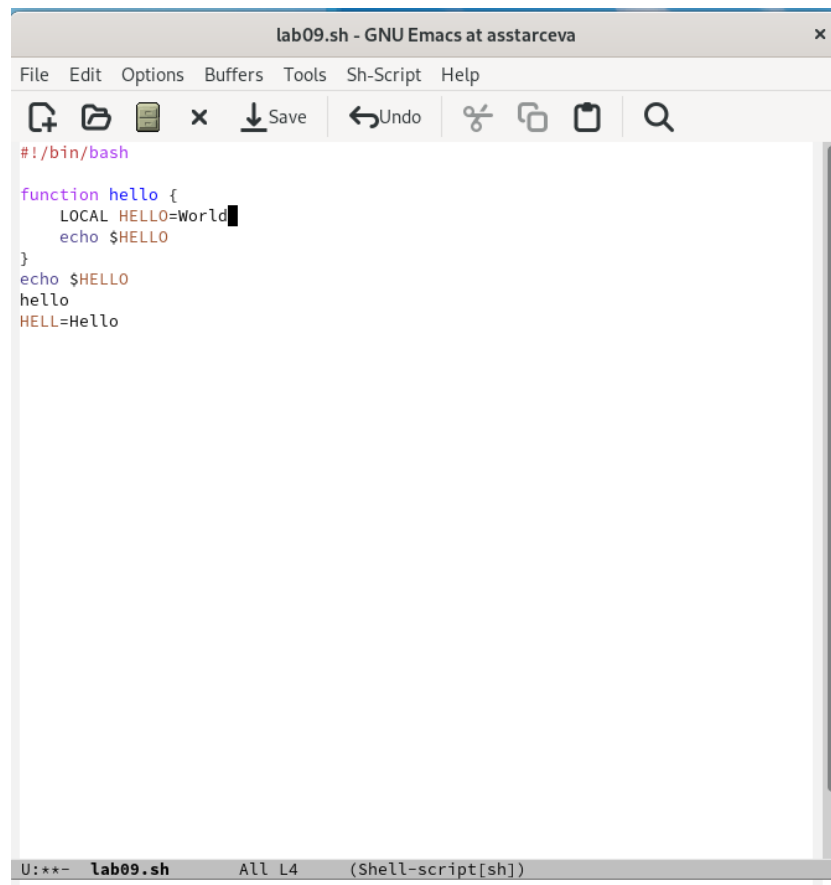 lab09.sh - GNU Emacs at asstarceva
File Edit Options Buffers Tools Sh-Script Help
Save Undo
#!/bin/bash
function hello {
LOCAL HELLO=World
echo $HELLO
}
echo $HELLO
hello
HELL=Hello
U:**- lab09.sh All L4 (Shell-script[sh])